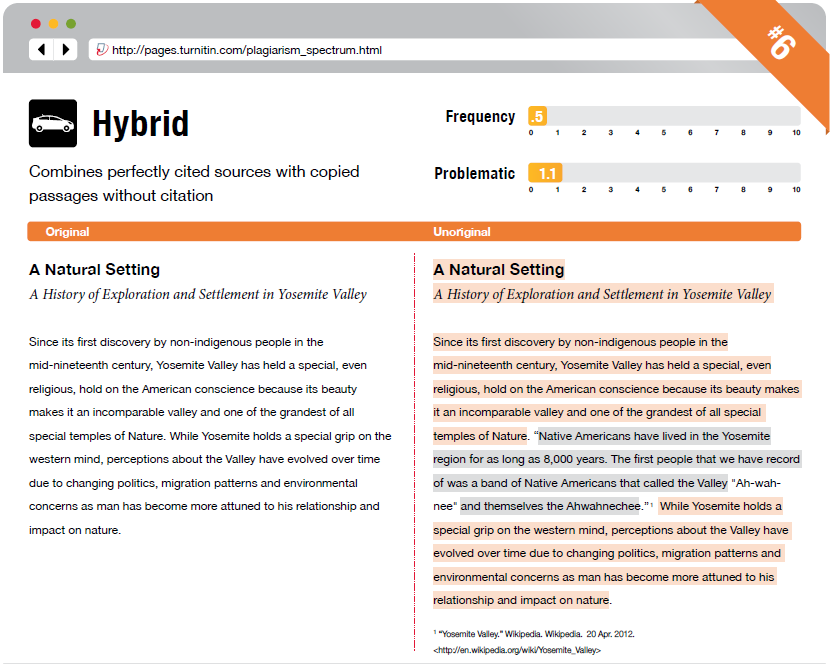 #6
http://pages.turnitin.com/plagiarism_spectrum.html
Hybrid
Combines perfectly cited sources with copied
passages without citation
Frequency
.5
0 1 2 3 4 5 6 7 8 9 10
Problematic
1.1
0 1 2 3 4 5 6 7 8 9 10
Original
A Natural Setting
A History of Exploration and Settlement in Yosemite Valley
Since its first discovery by non-indigenous people in the
mid-nineteenth century, Yosemite Valley has held a special, even
religious, hold on the American conscience because its beauty
makes it an incomparable valley and one of the grandest of all
special temples of Nature. While Yosemite holds a special grip on the
western mind, perceptions about the Valley have evolved over time
due to changing politics, migration patterns and environmental
concerns as man has become more attuned to his relationship and
impact on nature.
Unoriginal
A Natural Setting
A History of Exploration and Settlement in Yosemite Valley
Since its first discovery by non-indigenous people in the
mid-nineteenth century, Yosemite Valley has held a special, even
religious, hold on the American conscience because its beauty makes
it an incomparable valley and one of the grandest of all special
temples of Nature. “Native Americans have lived in the Yosemite
region for as long as 8,000 years. The first people that we have record
of was a band of Native Americans that called the Valley "Ah-wah-
nee" and themselves the Ahwahnechee.”¹ While Yosemite holds a
special grip on the western mind, perceptions about the Valley have
evolved over time due to changing politics, migration patterns and
environmental concerns as man has become more attuned to his
relationship and impact on nature.
¹ “Yosemite Valley.” Wikipedia. Wikipedia. 20 Apr. 2012.
<http://en.wikipedia.org/wiki/Yosemite_Valley>